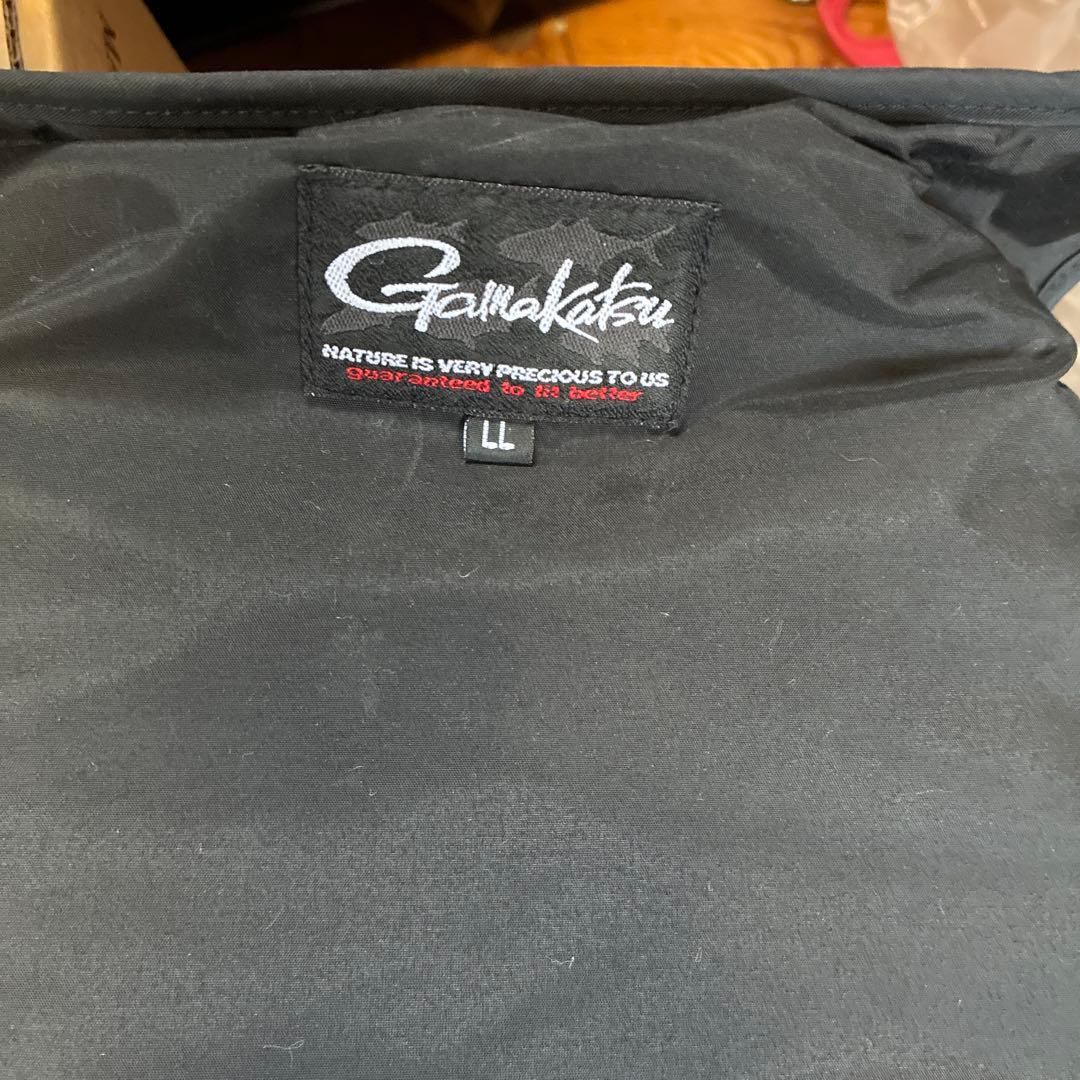 Gamakatsu
NATURE IS VERY PRECIOUS TO US
guaranteed to fit better
LL